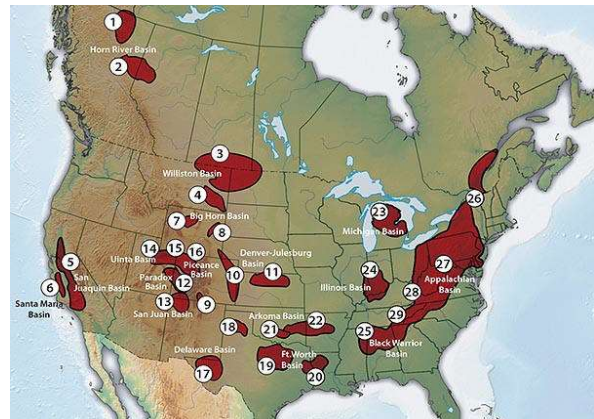 1
Horn River Basin
2
3
Williston Basin
4
7
Big Horn Basin
8
23
Michigan Basin
26
14
15
16
Uinta Basin
Piceance
Basin
Denver-Julesburg
Basin
5
San
Juaquin Basin
6
Santa Maria
Basin
Paradox
Basin
12
13
San Juan Basin
9
10
11
24
Illinois Basin
27
Appalachian
Basin
28
29
18
Arkoma Basin
21
22
25
Black Warrior
Basin
Delaware Basin
17
Ft.Worth
Basin
19
20